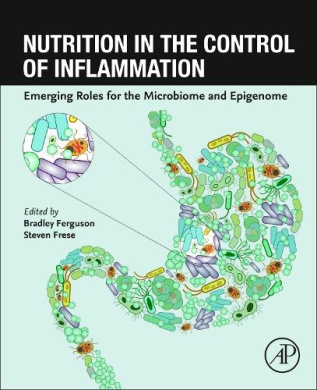 NUTRITION IN THE CONTROL
OF INFLAMMATION
Emerging Roles for the Microbiome and Epigenome
Edited by
Bradley Ferguson
Steven Frese
AP